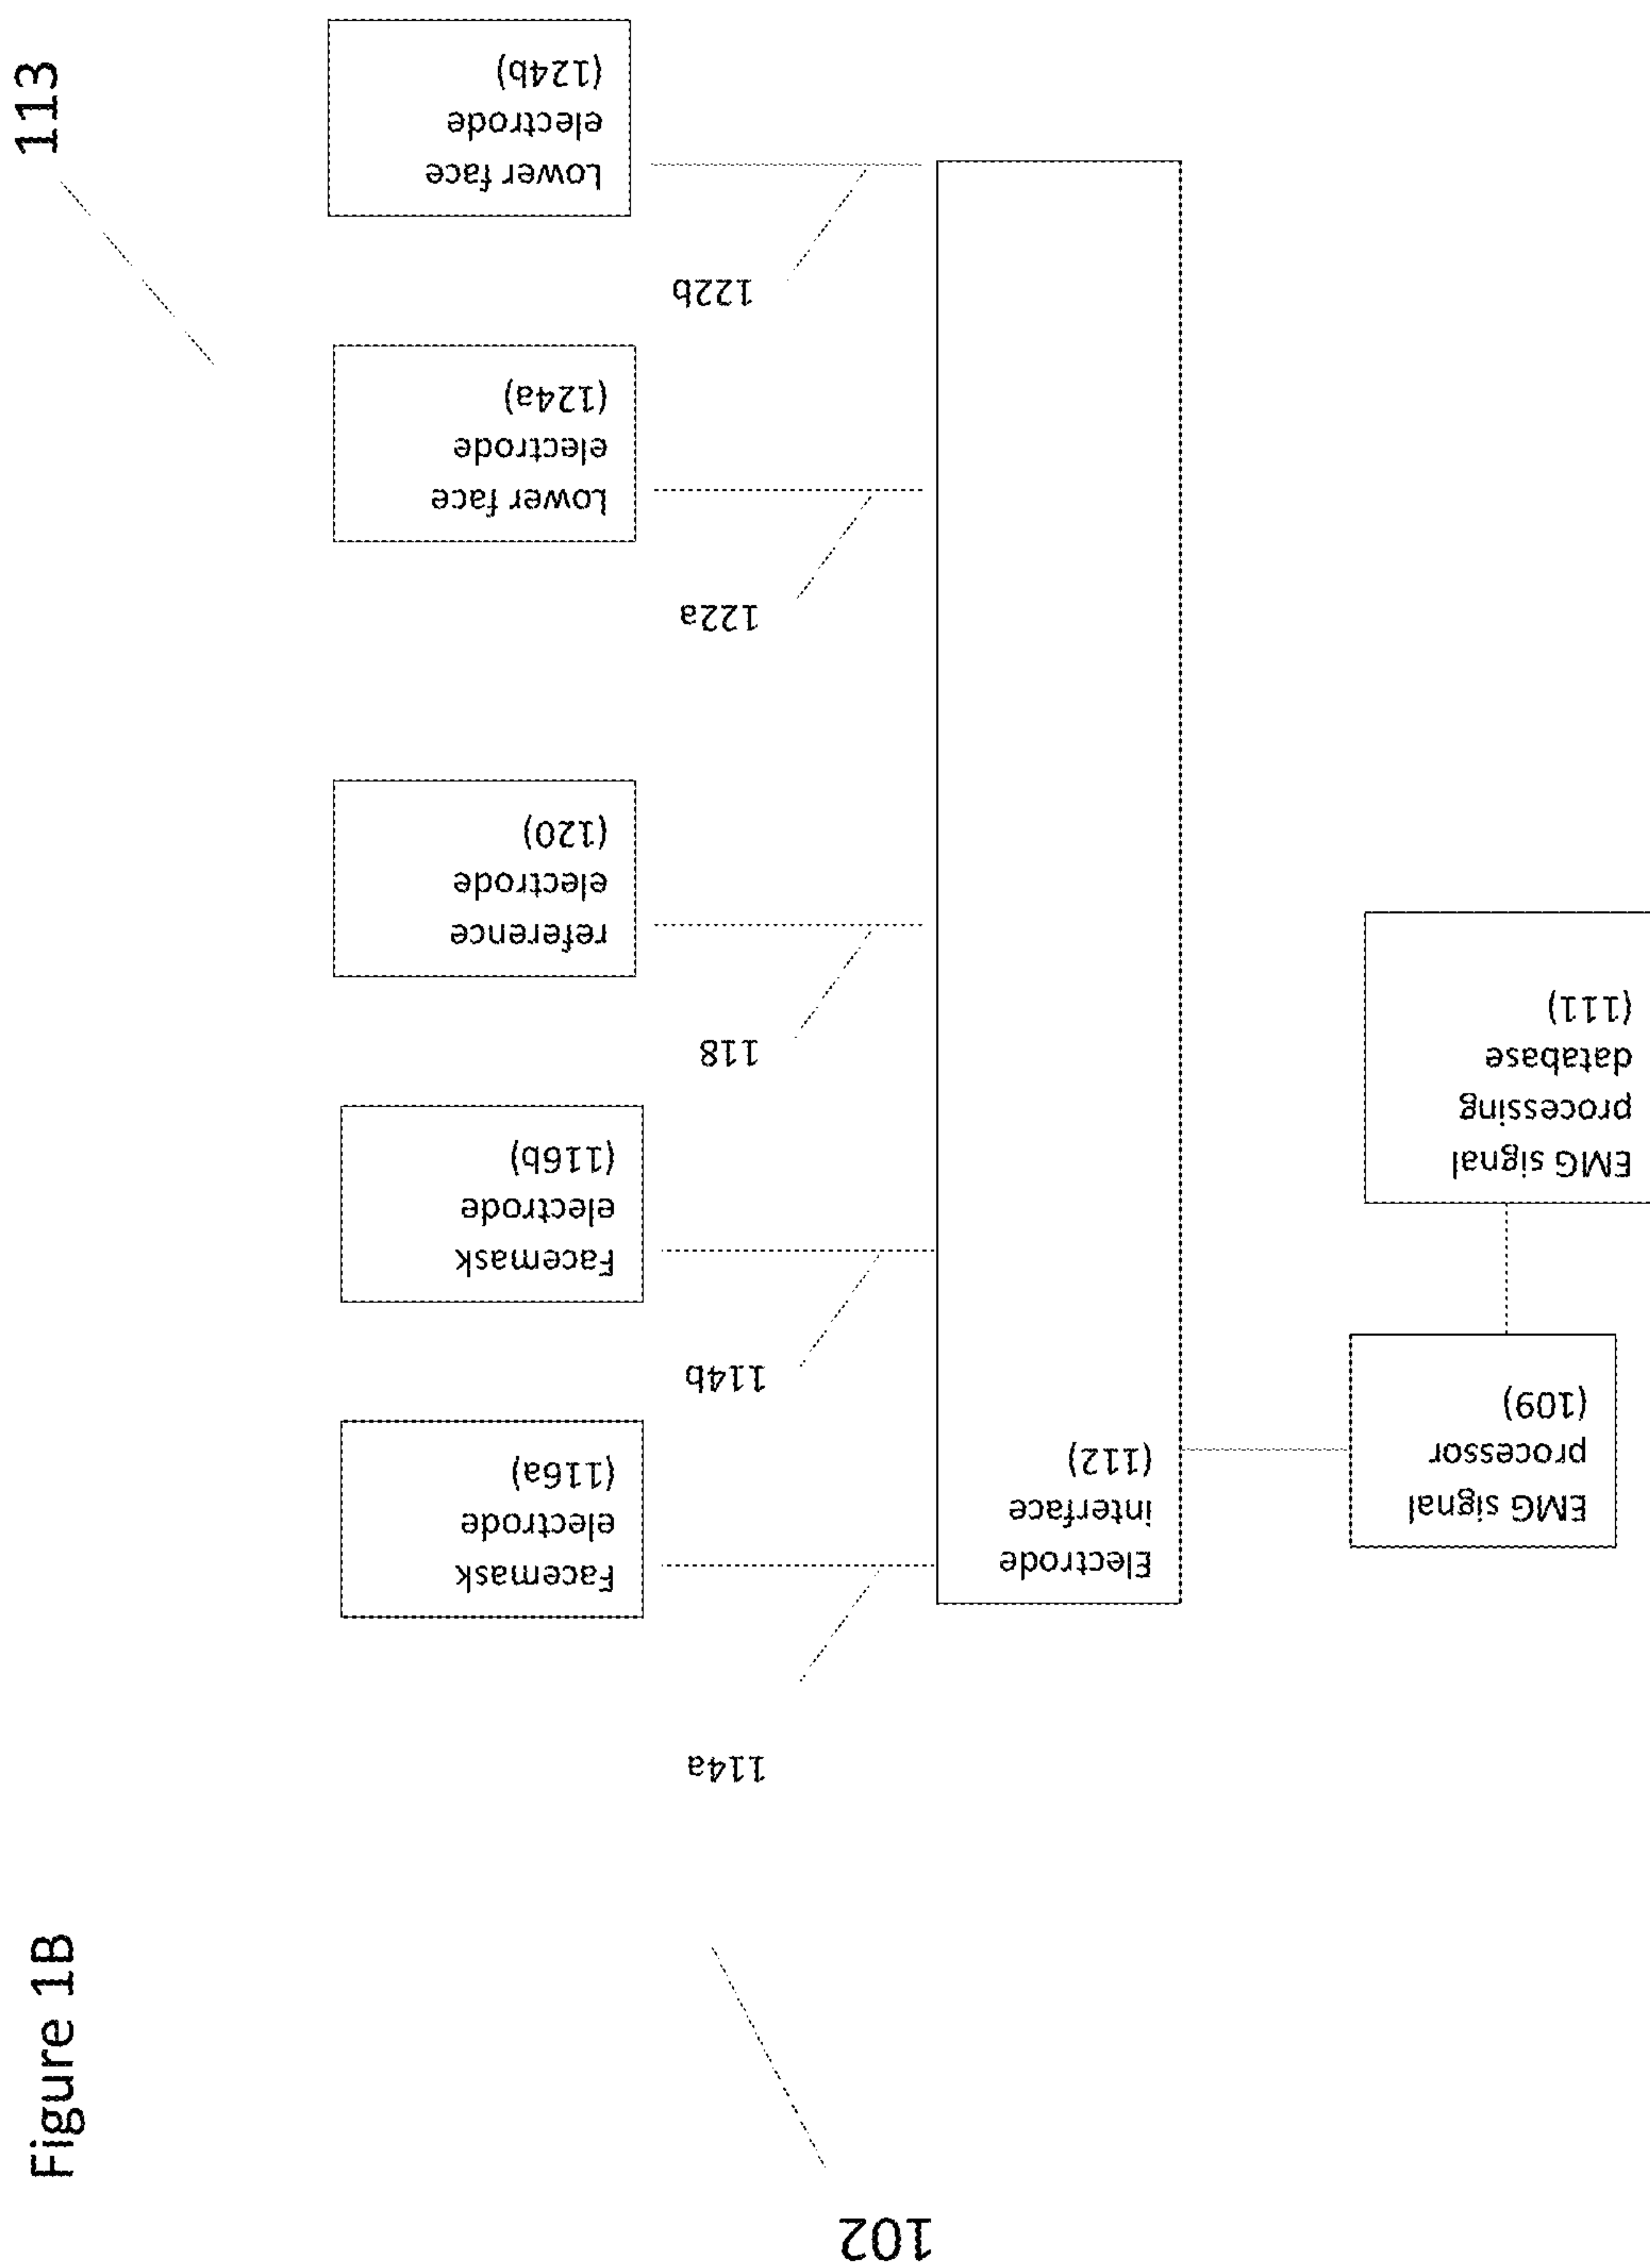 Figure 1B
113
102
Lower face
electrode
(124b)
122b
Lower face
electrode
(124a)
122a
reference
electrode
(120)
118
Facemask
electrode
(116b)
114b
Facemask
electrode
(116a)
114a
Electrode
interface
(112)
EMG signal
processor
(109)
EMG signal
processing
database
(111)